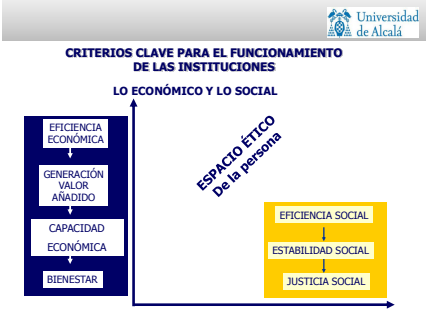 Universidad
de Alcalá
CRITERIOS CLAVE PARA EL FUNCIONAMIENTO
DE LAS INSTITUCIONES
LO ECONÓMICO Y LO SOCIAL
EFICIENCIA
ECONÓMICA
GENERACIÓN
VALOR
AÑADIDO
CAPACIDAD
ECONÓMICA
BIENESTAR
ESPACIO ÉTICO
De la persona
EFICIENCIA SOCIAL
ESTABILIDAD SOCIAL
JUSTICIA SOCIAL